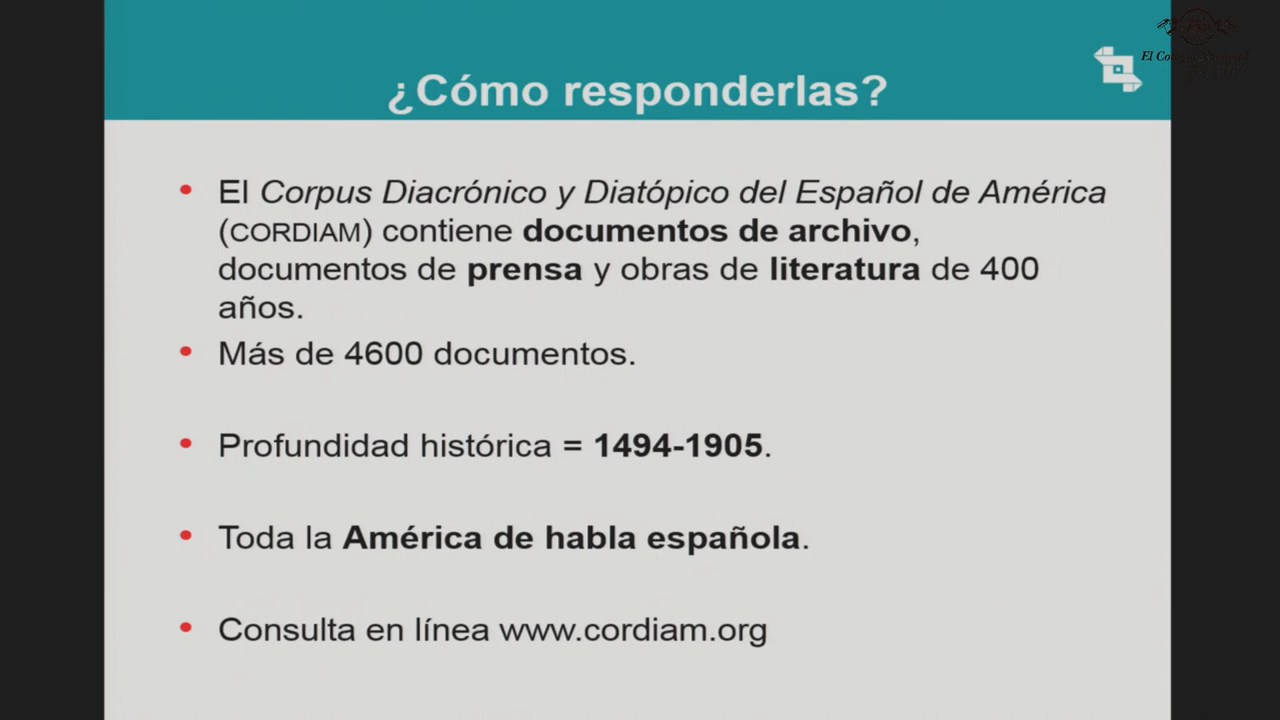 ¿Cómo responderlas?
El Corpus Diacrónico y Diatópico del Español de América
(CORDIAM) contiene documentos de archivo,
documentos de prensa y obras de literatura de 400
años.
Más de 4600 documentos.
Profundidad histórica = 1494-1905.
Toda la América de habla española.
Consulta en línea www.cordiam.org